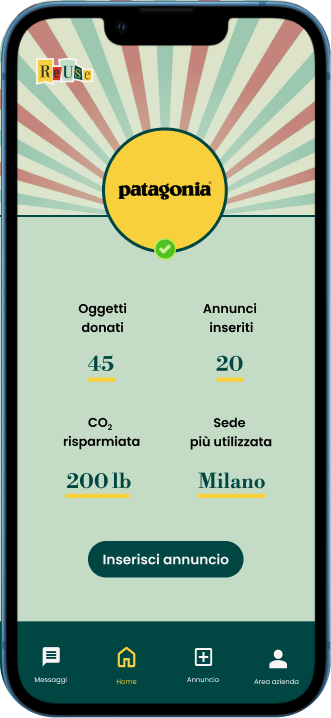 ReUse
patagonia®
Oggetti
donati
Annunci
inseriti
45
20
CO₂
risparmiata
Sede
più utilizzata
200 lb
Milano
Inserisci annuncio
Messaggi
Home
Annuncio
Area azienda